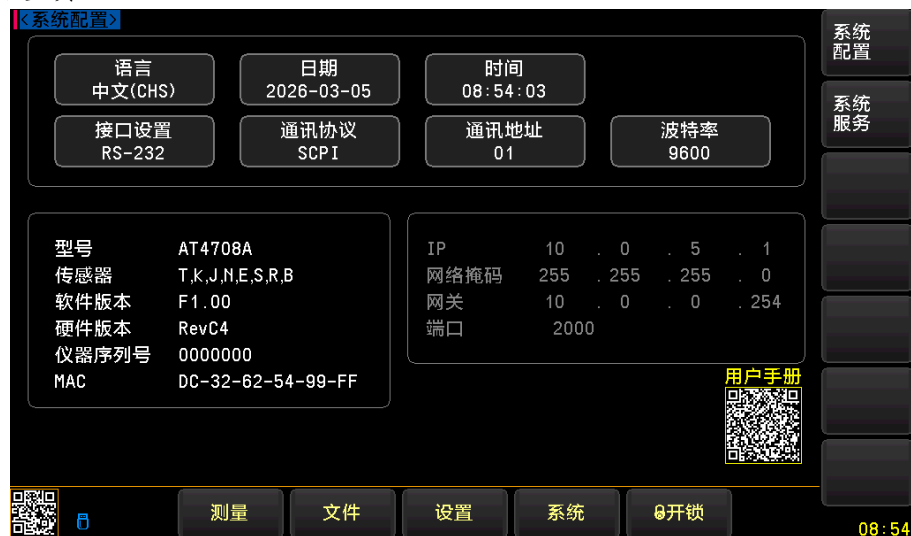 <系统配置>
系统
配置
语言
中文(CHS)
日期
2026-03-05
时间
08:54:03
系统
服务
接口设置
RS-232
通讯协议
SCPI
通讯地址
01
波特率
9600
型号 AT4708A
传感器 T,K,J,N,E,S,R,B
软件版本 F1.00
硬件版本 RevC4
仪器序列号 0000000
MAC DC-32-62-54-99-FF
IP 10 . 0 . 5 . 1
网络掩码 255 . 255 . 255 . 0
网关 10 . 0 . 0 . 254
端口 2000
用户手册
测量 文件 设置 系统 开锁
08:54